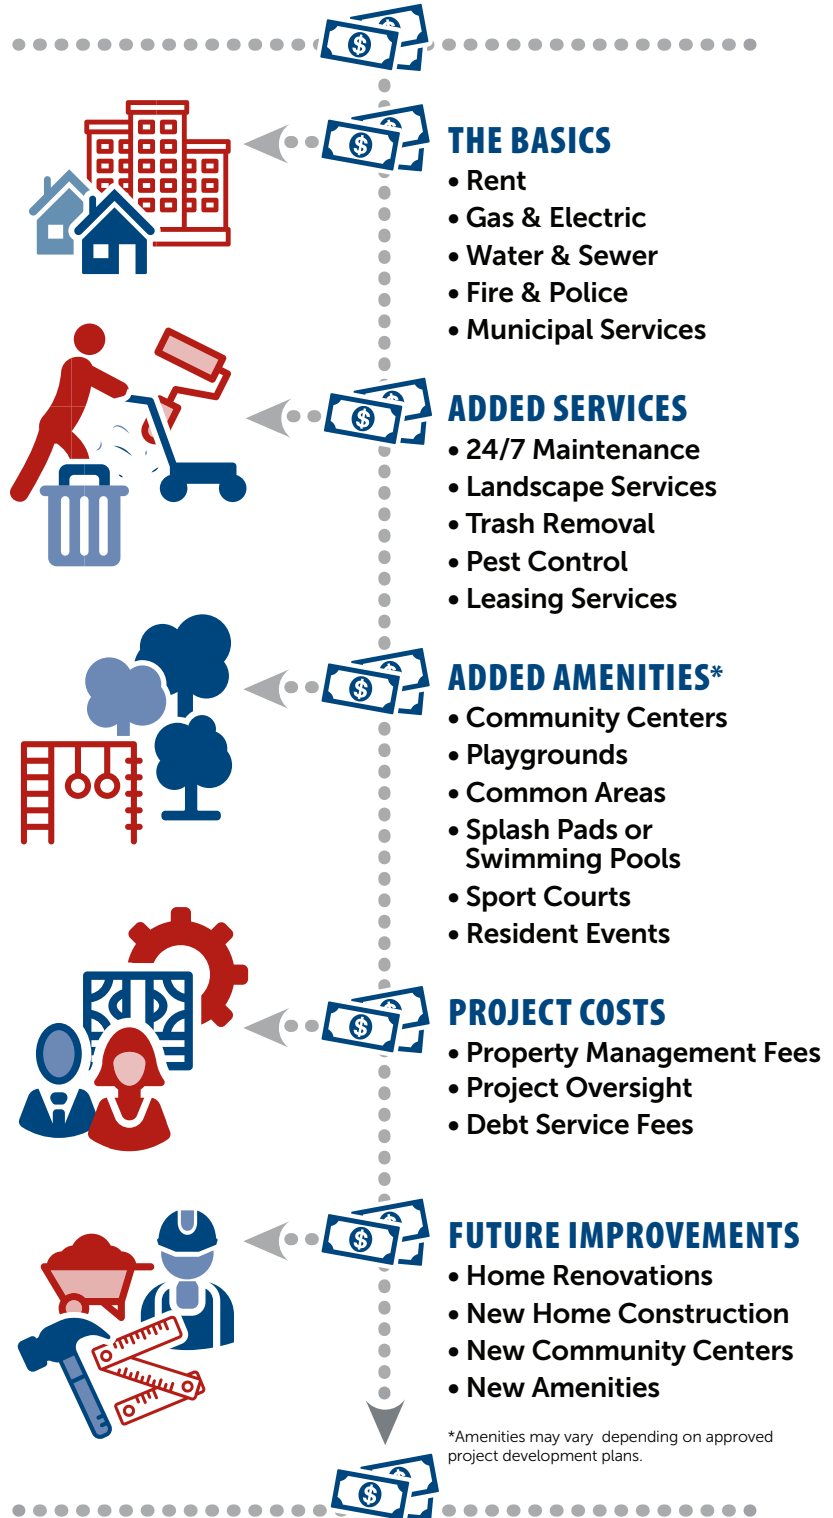 $
$
THE BASICS
• Rent
• Gas & Electric
• Water & Sewer
• Fire & Police
• Municipal Services
$
ADDED SERVICES
• 24/7 Maintenance
• Landscape Services
• Trash Removal
• Pest Control
• Leasing Services
$
ADDED AMENITIES*
• Community Centers
• Playgrounds
• Common Areas
• Splash Pads or
Swimming Pools
• Sport Courts
• Resident Events
$
PROJECT COSTS
• Property Management Fees
• Project Oversight
• Debt Service Fees
$
FUTURE IMPROVEMENTS
• Home Renovations
• New Home Construction
• New Community Centers
• New Amenities
*Amenities may vary depending on approved
project development plans.
$